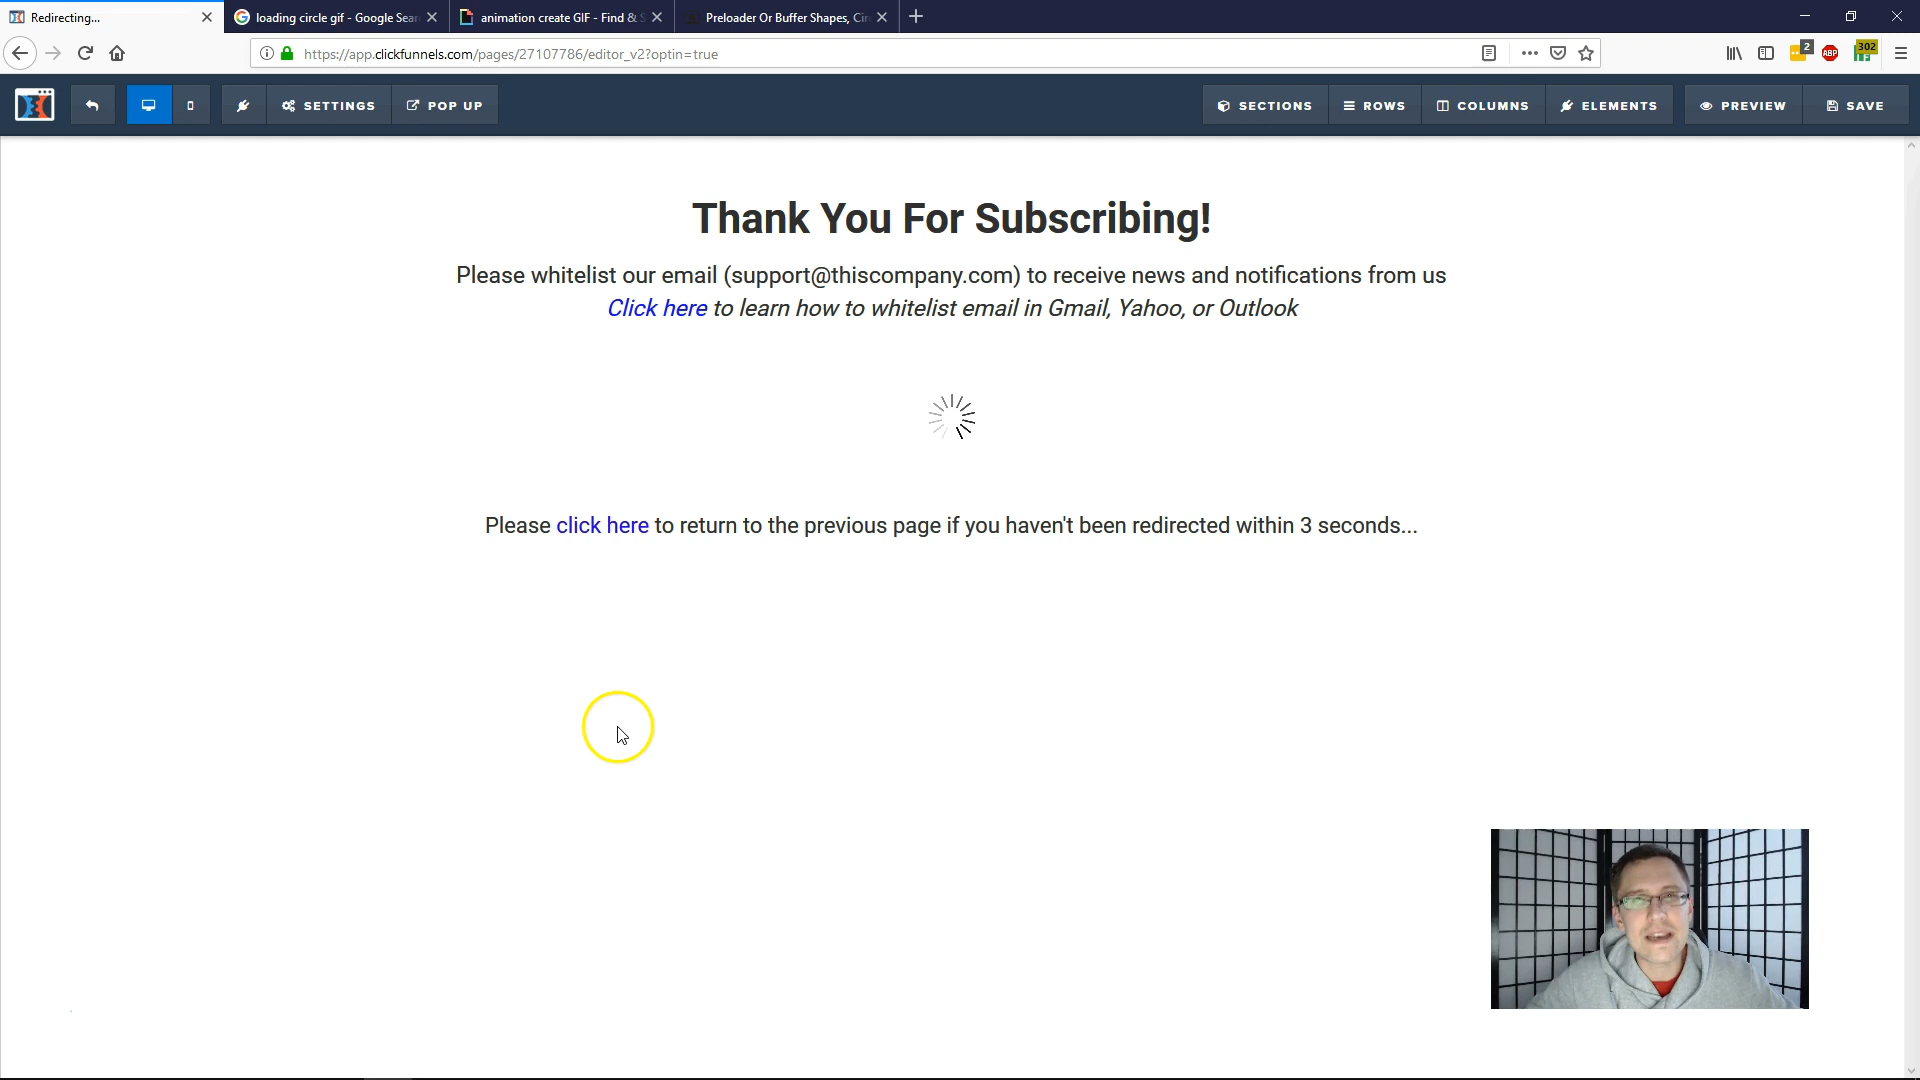 Redirecting...
loading circle gif - Google Sear
animation create GIF - Find & S
Preloader Or Buffer Shapes, Cir
https://app.clickfunnels.com/pages/27107786/editor_v2?optin=true
2
ABP
302
SETTINGS
POP UP
SECTIONS
ROWS
COLUMNS
ELEMENTS
PREVIEW
SAVE
Thank You For Subscribing!
Please whitelist our email (support@thiscompany.com) to receive news and notifications from us
Click here to learn how to whitelist email in Gmail, Yahoo, or Outlook
Please click here to return to the previous page if you haven't been redirected within 3 seconds...